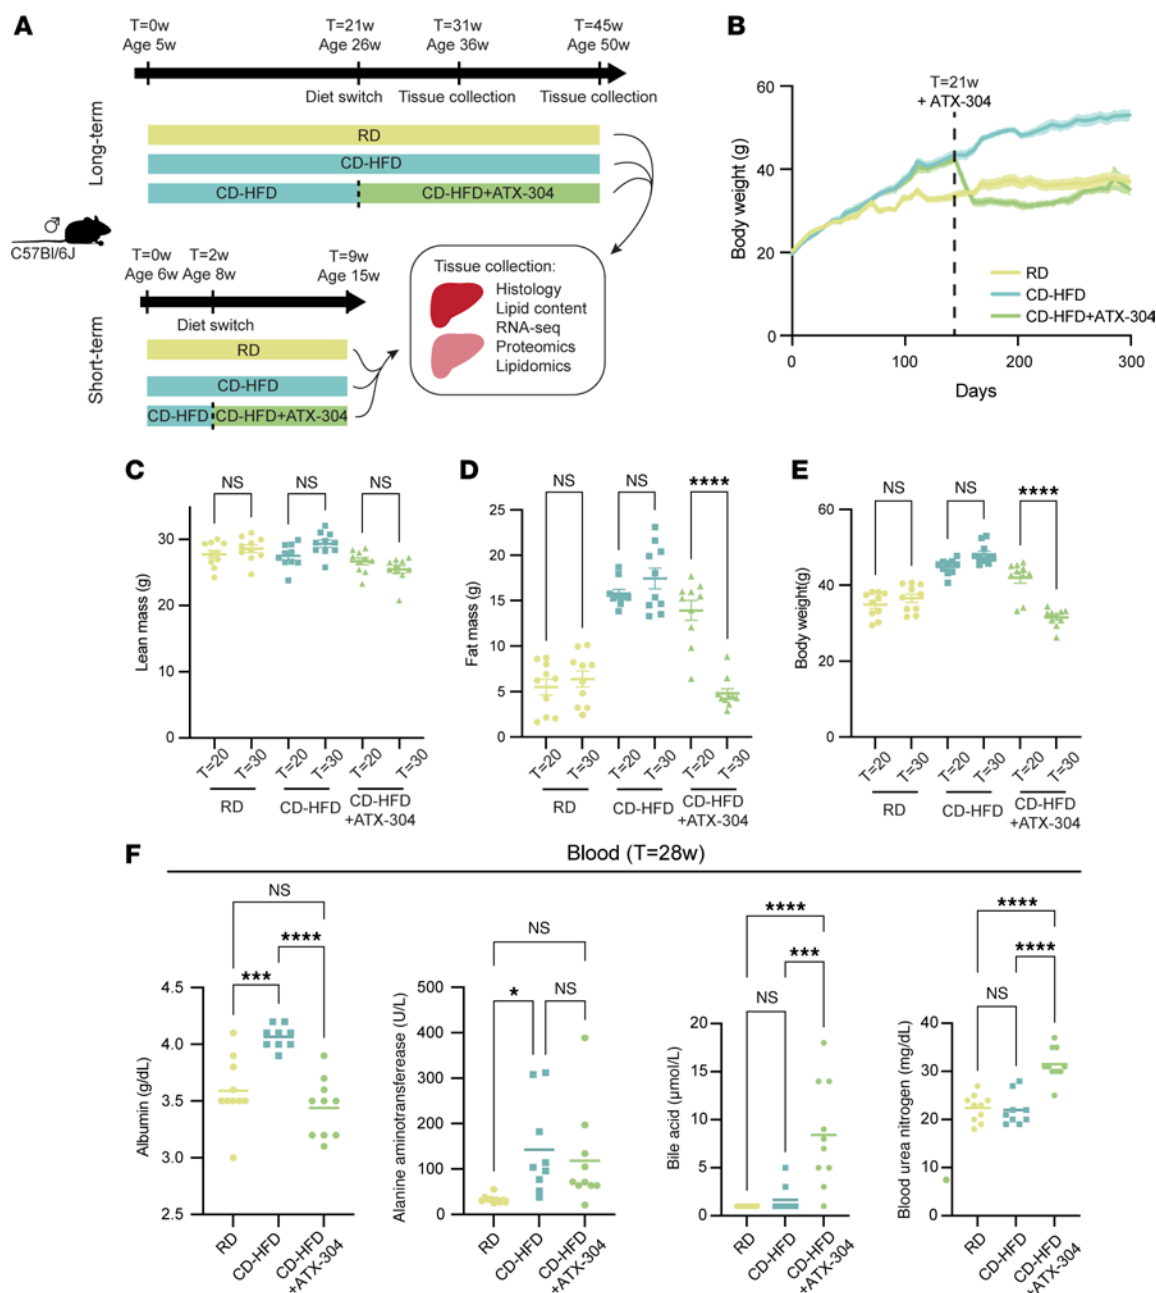 A
T=0w T=21w T=31w T=45w
Age 5w Age 26w Age 36w Age 50w
Diet switch Tissue collection Tissue collection
Long-term
RD
CD-HFD
CD-HFD CD-HFD+ATX-304
♂
C57Bl/6J
T=0w T=2w T=9w
Age 6w Age 8w Age 15w
Diet switch
Short-term
RD
CD-HFD
CD-HFD CD-HFD+ATX-304
Tissue collection:
Histology
Lipid content
RNA-seq
Proteomics
Lipidomics
B
T=21w
+ ATX-304
Body weight (g)
60
40
20
0
0 100 200 300
Days
RD
CD-HFD
CD-HFD+ATX-304
C
NS NS NS
Lean mass (g)
30
20
10
0
T=20 T=30 T=20 T=30 T=20 T=30
RD CD-HFD CD-HFD
+ATX-304
D
NS NS ****
Fat mass (g)
25
20
15
10
5
0
T=20 T=30 T=20 T=30 T=20 T=30
RD CD-HFD CD-HFD
+ATX-304
E
NS NS ****
Body weight(g)
60
40
20
0
T=20 T=30 T=20 T=30 T=20 T=30
RD CD-HFD CD-HFD
+ATX-304
F
Blood (T=28w)
NS
****
***
Albumin (g/dL)
4.5
4.0
3.5
3.0
2.5
RD CD-HFD CD-HFD
+ATX-304
NS
* NS
Alanine aminotransferease (U/L)
500
400
300
200
100
0
RD CD-HFD CD-HFD
+ATX-304
****
***
NS
Bile acid (µmol/L)
20
15
10
5
0
RD CD-HFD CD-HFD
+ATX-304
****
****
NS
Blood urea nitrogen (mg/dL)
40
30
20
10
0
RD CD-HFD CD-HFD
+ATX-304